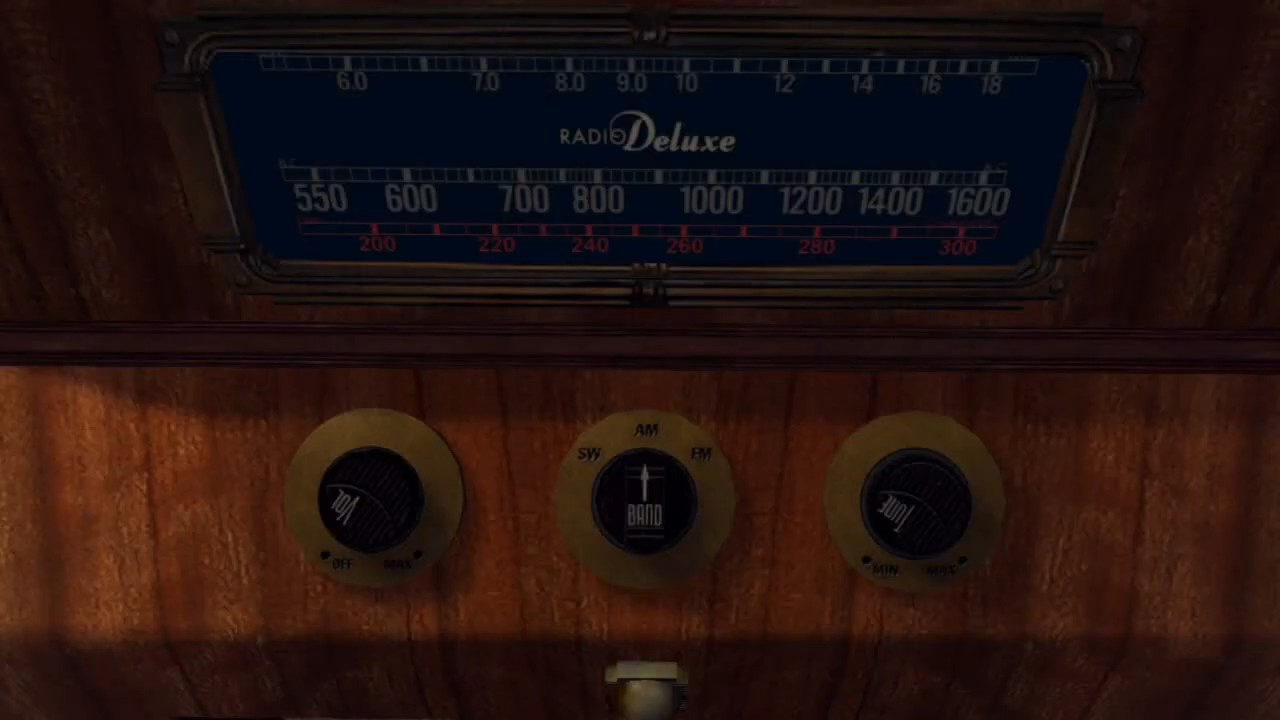 6.0 7.0 8.0 9.0 10 12 14 16 18
RADIO Deluxe
550 600 700 800 1000 1200 1400 1600
200 220 240 260 280 300
SW AM FM
VOL
BAND
TUNE
OFF MAX
MIN MAX